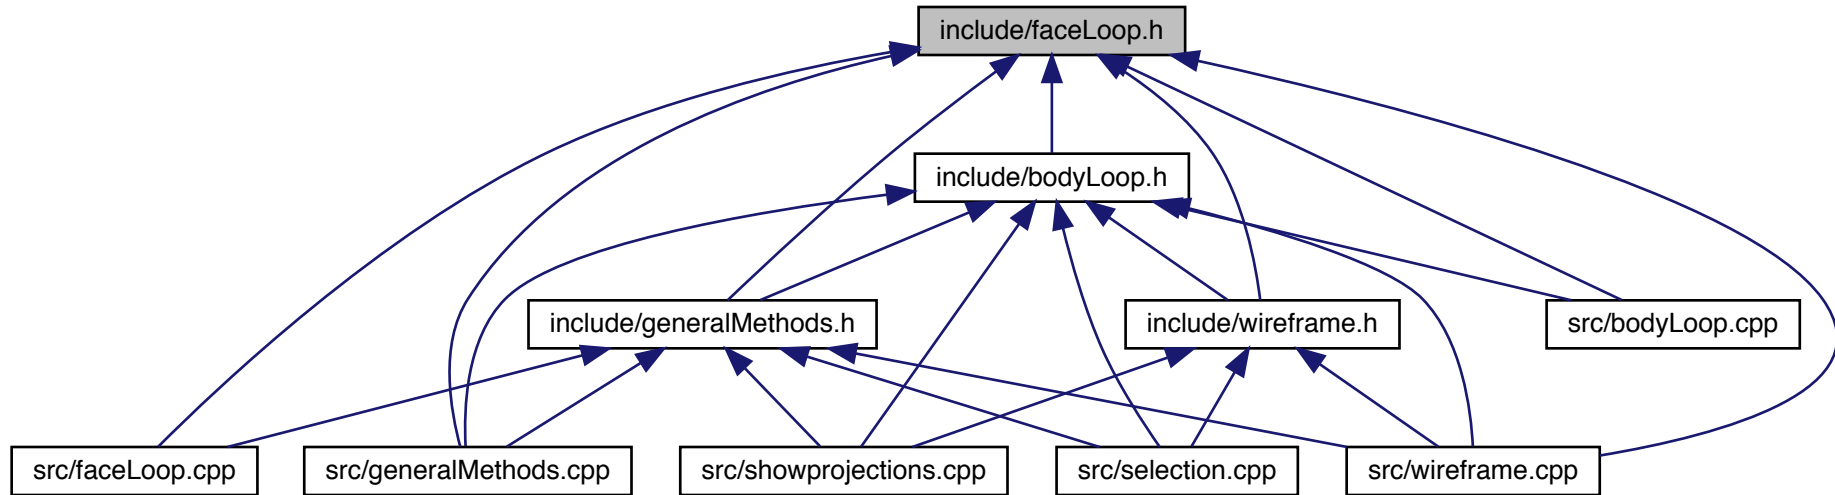 include/faceLoop.h
include/bodyLoop.h
include/generalMethods.h
include/wireframe.h
src/bodyLoop.cpp
src/faceLoop.cpp
src/generalMethods.cpp
src/showprojections.cpp
src/selection.cpp
src/wireframe.cpp